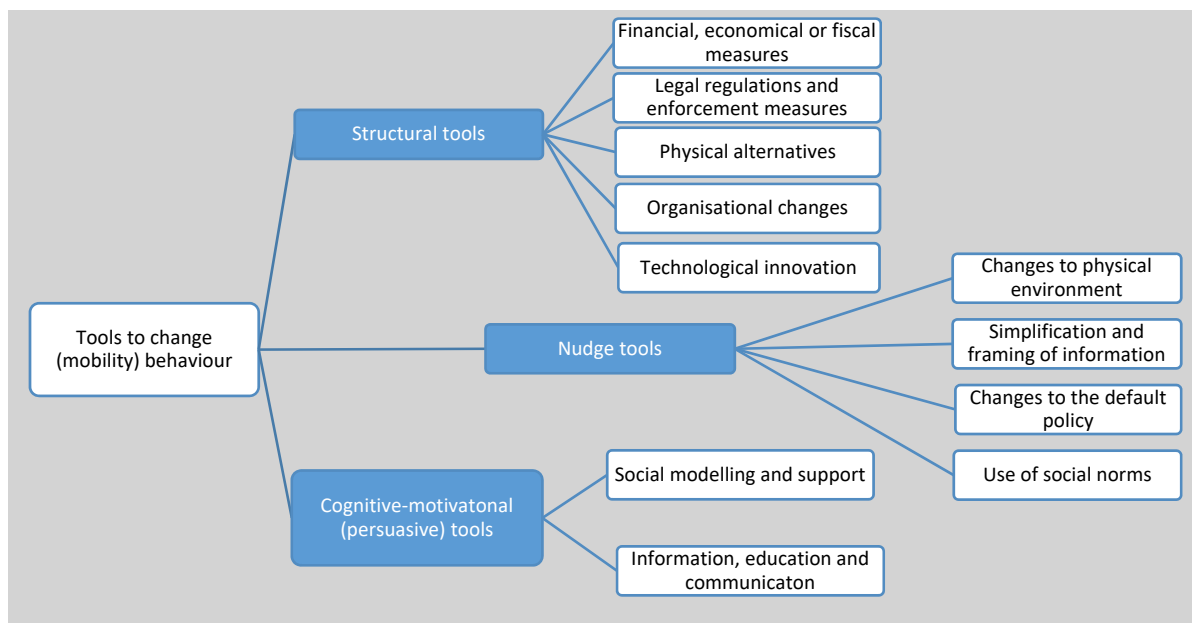 Tools to change
(mobility) behaviour
Structural tools
Financial, economical or fiscal
measures
Legal regulations and
enforcement measures
Physical alternatives
Organisational changes
Technological innovation
Nudge tools
Changes to physical
environment
Simplification and
framing of information
Changes to the default
policy
Use of social norms
Cognitive-motivatonal
(persuasive) tools
Social modelling and support
Information, education and
communicaton